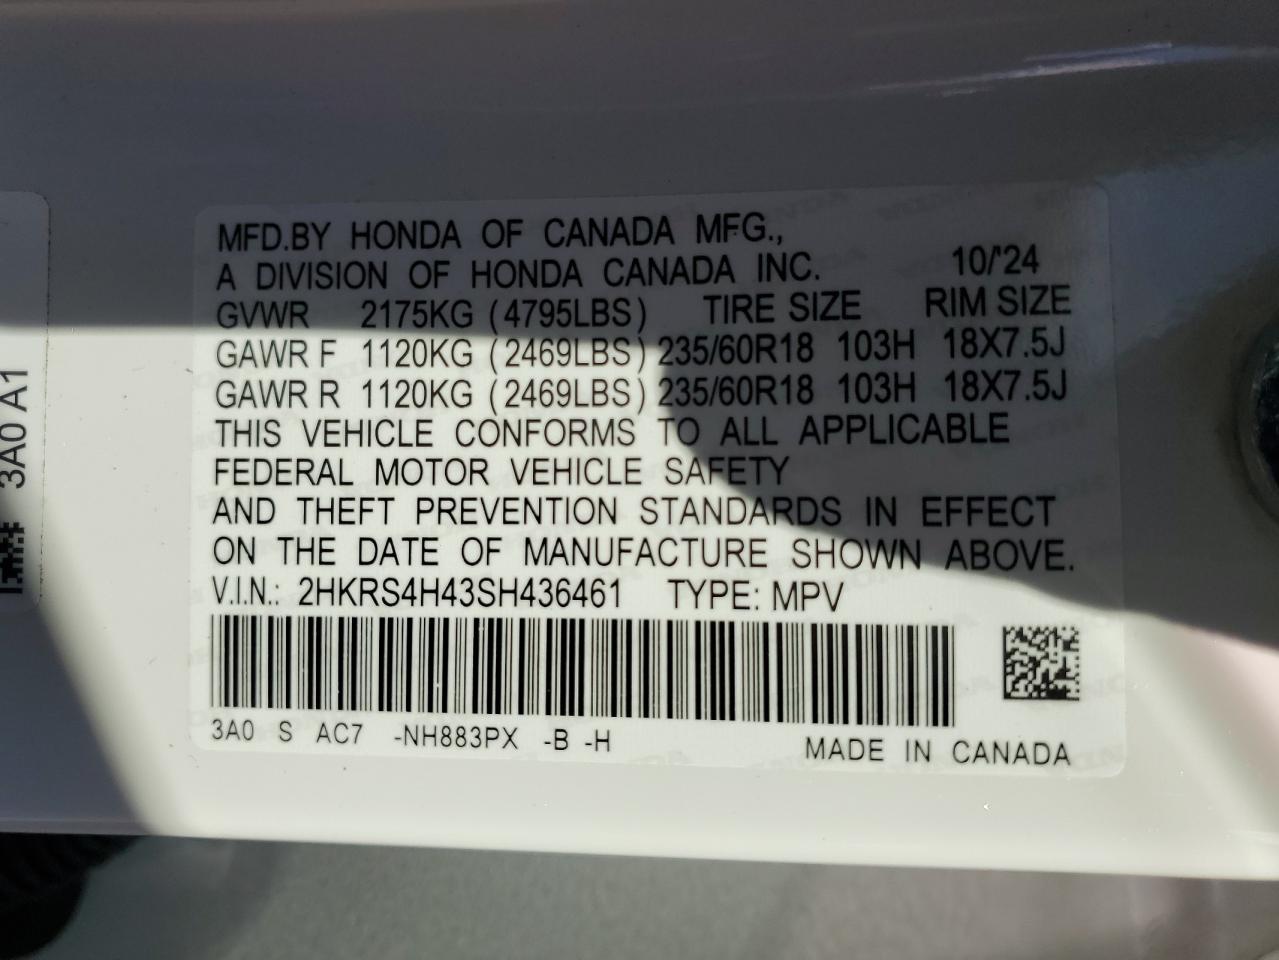 MFD.BY HONDA OF CANADA MFG.,
A DIVISION OF HONDA CANADA INC. 10/'24
GVWR 2175KG (4795LBS) TIRE SIZE RIM SIZE
GAWR F 1120KG (2469LBS) 235/60R18 103H 18X7.5J
GAWR R 1120KG (2469LBS) 235/60R18 103H 18X7.5J
THIS VEHICLE CONFORMS TO ALL APPLICABLE
FEDERAL MOTOR VEHICLE SAFETY
AND THEFT PREVENTION STANDARDS IN EFFECT
ON THE DATE OF MANUFACTURE SHOWN ABOVE.
V.I.N.: 2HKRS4H43SH436461 TYPE: MPV
3A0 S AC7 -NH883PX -B -H
MADE IN CANADA
3A0 A1